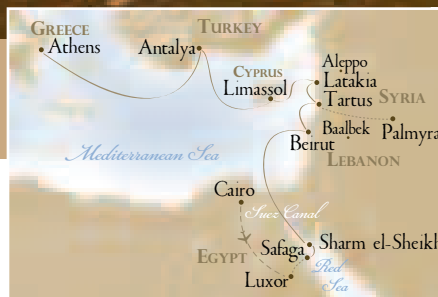 GREECE
Athens
TURKEY
Antalya
CYPRUS
Limassol
Aleppo
Latakia
Tartus
SYRIA
Palmyra
Baalbek
Beirut
LEBANON
Mediterranean Sea
Cairo
Suez Canal
EGYPT
Safaga
Sharm el-Sheikh
Luxor
Red
Sea